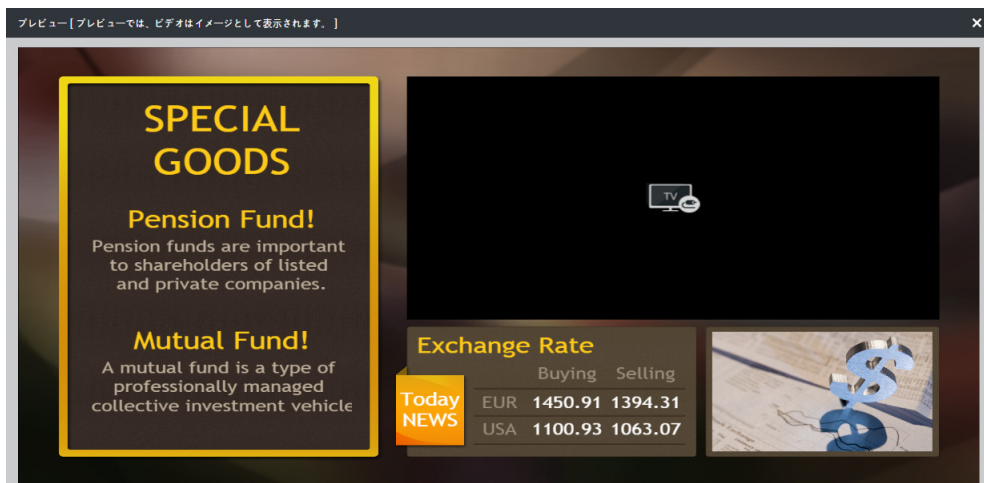 プレビュー [ プレビューでは、ビデオはイメージとして表示されます。 ]
SPECIAL
GOODS
Pension Fund!
Pension funds are important
to shareholders of listed
and private companies.
Mutual Fund!
A mutual fund is a type of
professionally managed
collective investment vehicle
TV
Exchange Rate
Buying Selling
Today
NEWS
EUR 1450.91 1394.31
USA 1100.93 1063.07